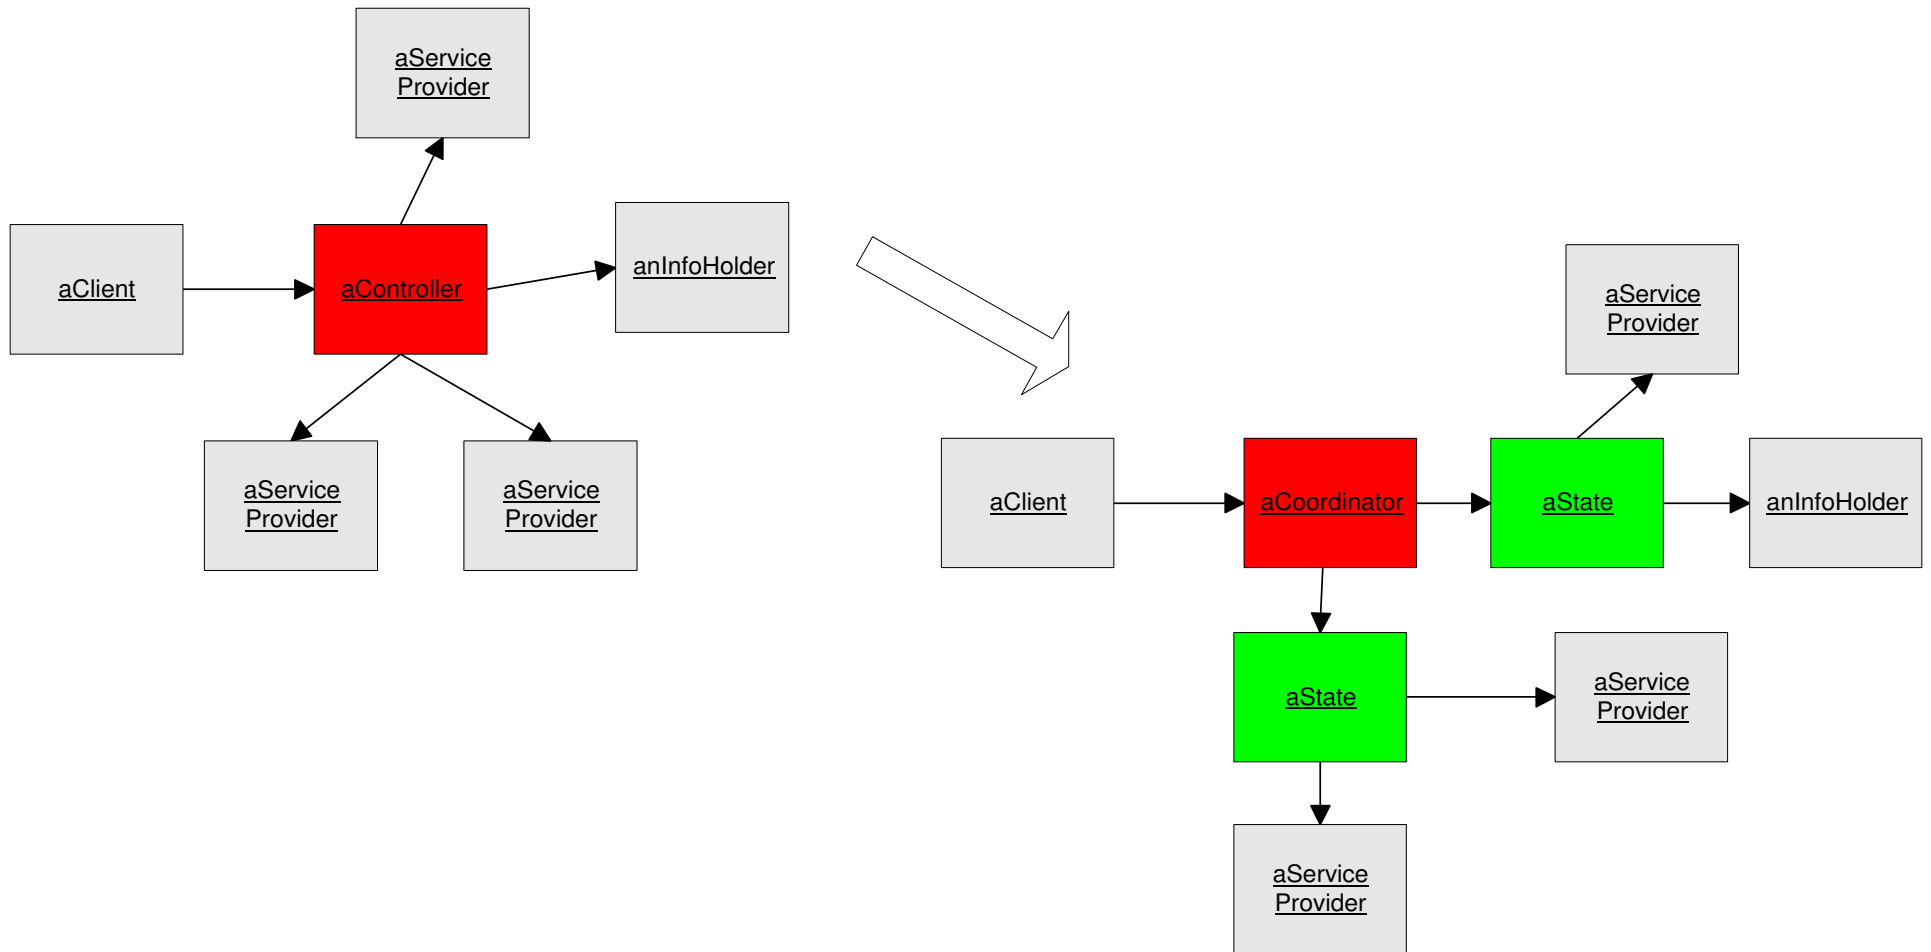 aService
Provider
aClient
aController
anInfoHolder
aService
Provider
aService
Provider
aService
Provider
aClient
aCoordinator
aState
anInfoHolder
aState
aService
Provider
aService
Provider